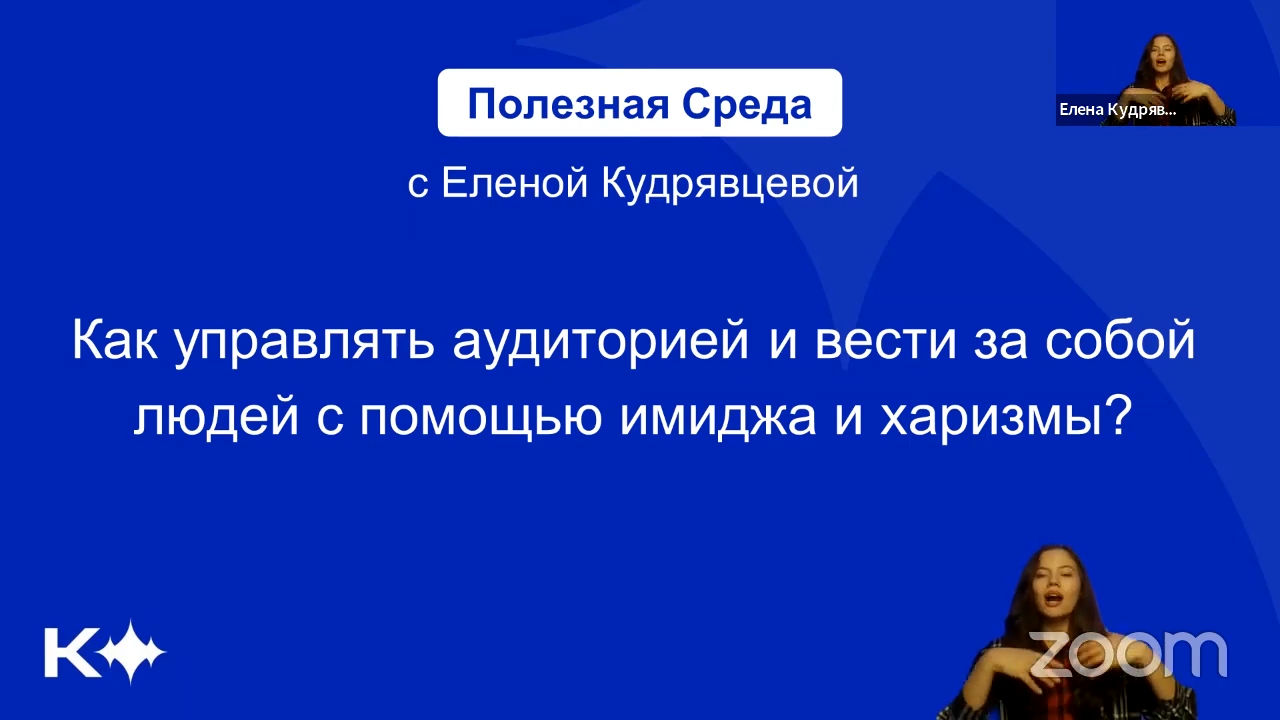 Полезная Среда
Елена Кудряв...
с Еленой Кудрявцевой
Как управлять аудиторией и вести за собой
людей с помощью имиджа и харизмы?
К
zoom